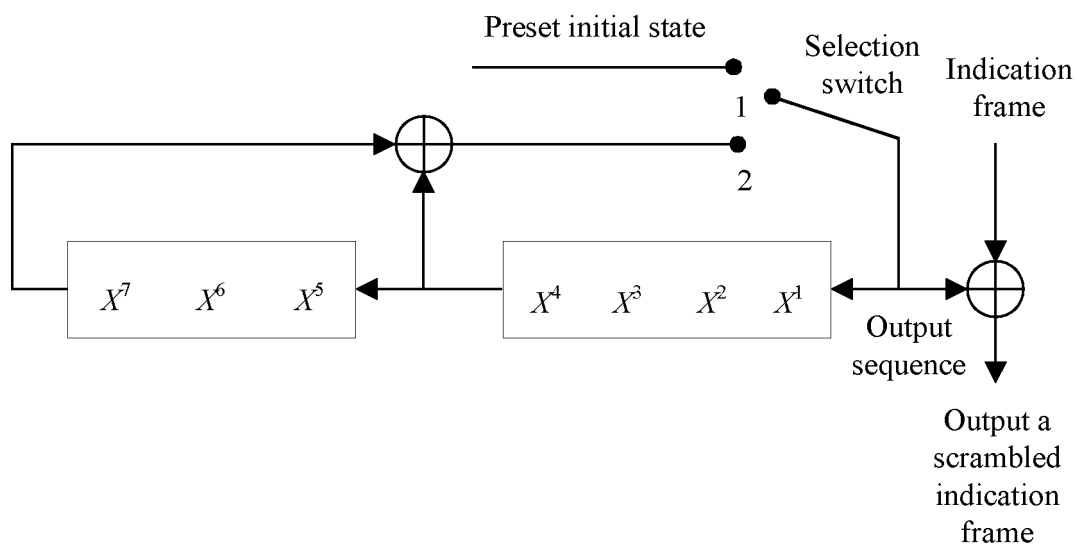 Preset initial state
Selection
switch
Indication
frame
1
2
X⁷ X⁶ X⁵
X⁴ X³ X² X¹
Output
sequence
Output a
scrambled
indication
frame